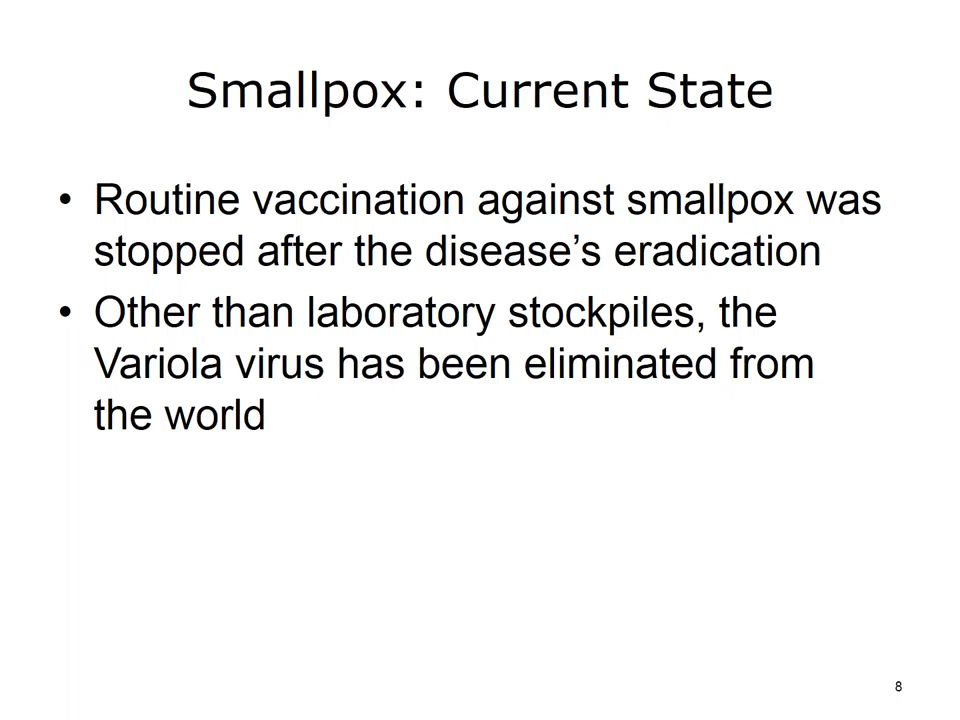 Smallpox: Current State
• Routine vaccination against smallpox was
stopped after the disease’s eradication
• Other than laboratory stockpiles, the
Variola virus has been eliminated from
the world
8